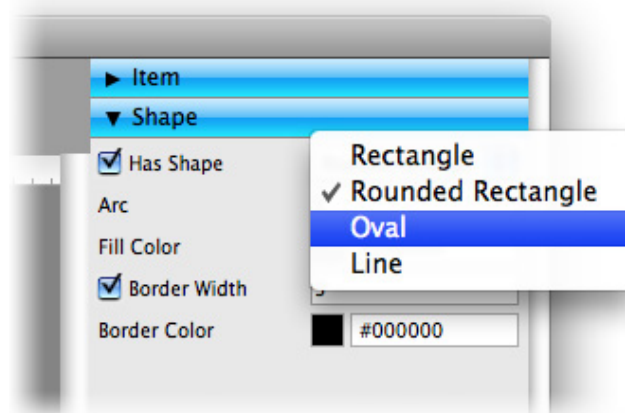 ▶ Item
▼ Shape
Has Shape
Rectangle
✓ Rounded Rectangle
Arc
Oval
Fill Color
Line
Border Width
Border Color
#000000